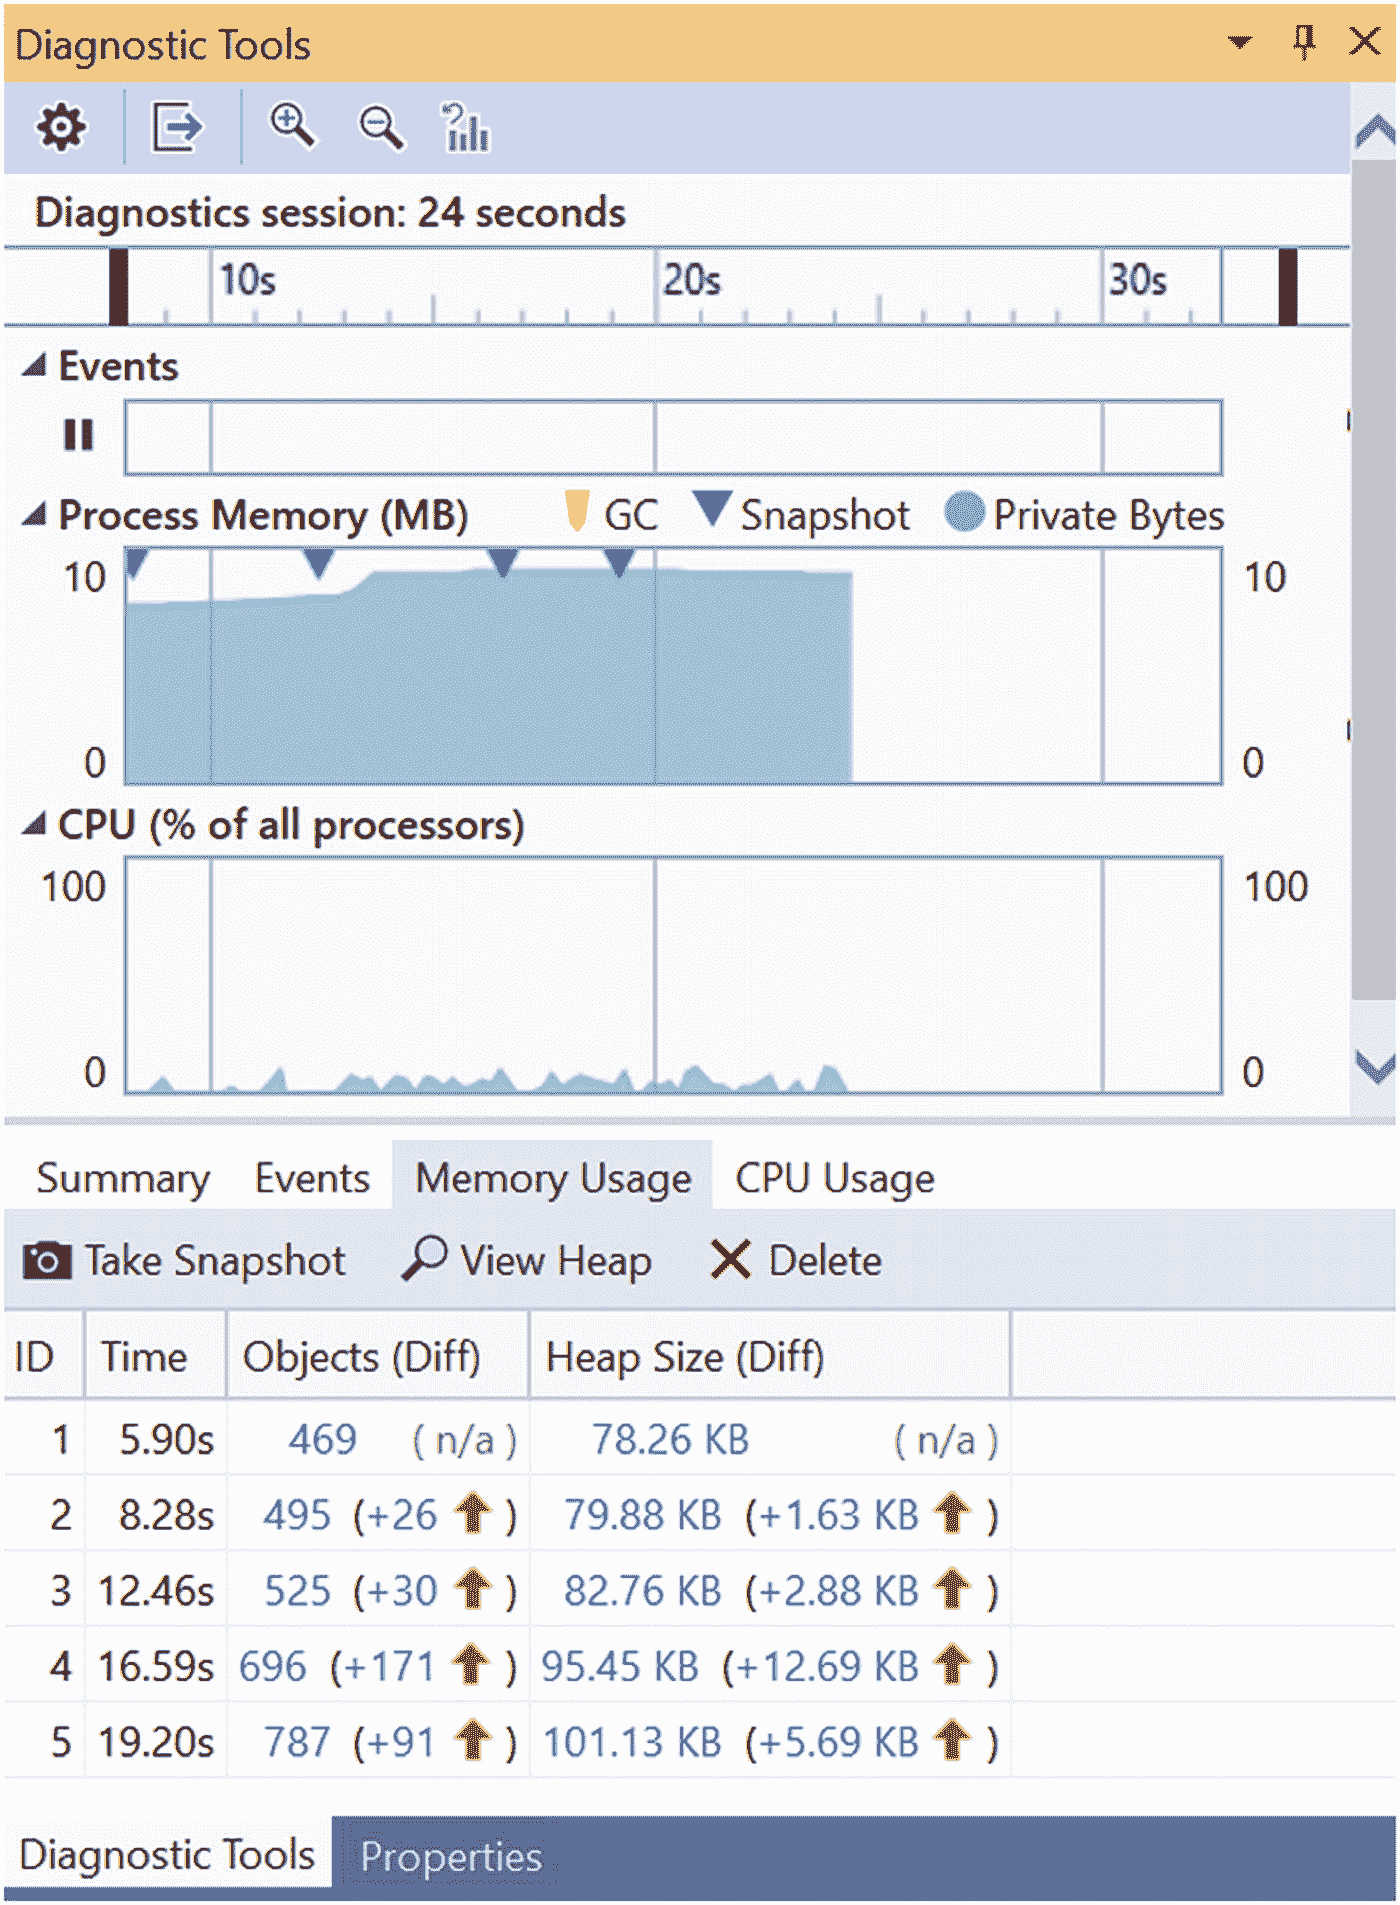 Diagnostic Tools
Diagnostics session: 24 seconds
10s 20s 30s
Events
Process Memory (MB) GC Snapshot Private Bytes
10 10
0 0
CPU (% of all processors)
100 100
0 0
Summary Events Memory Usage CPU Usage
Take Snapshot View Heap Delete
ID Time Objects (Diff) Heap Size (Diff)
1 5.90s 469 ( n/a ) 78.26 KB ( n/a )
2 8.28s 495 (+26 ) 79.88 KB (+1.63 KB )
3 12.46s 525 (+30 ) 82.76 KB (+2.88 KB )
4 16.59s 696 (+171 ) 95.45 KB (+12.69 KB )
5 19.20s 787 (+91 ) 101.13 KB (+5.69 KB )
Diagnostic Tools Properties